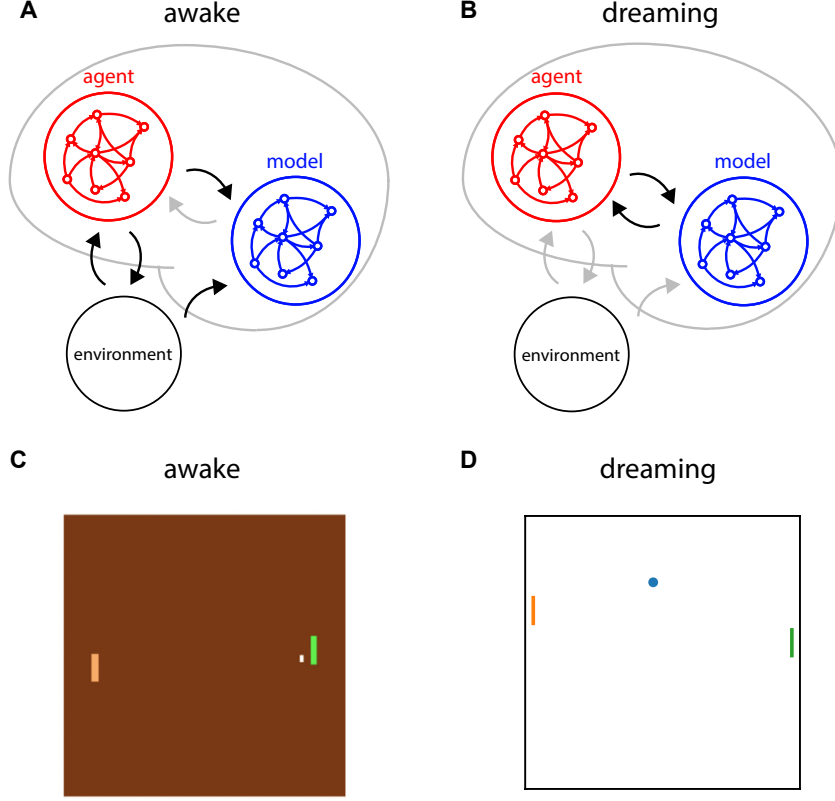 A awake
agent
model
environment
B dreaming
agent
model
environment
C awake
D dreaming